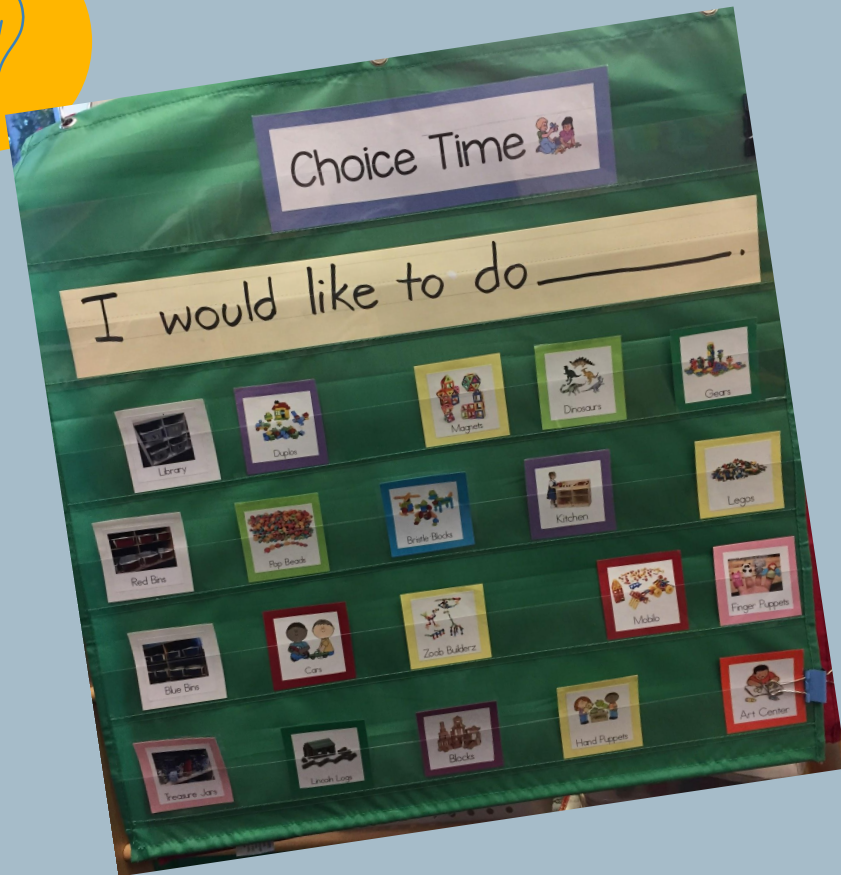 Choice Time
I would like to do ________.
Library
Duplos
Magnets
Dinosaurs
Gears
Red Bins
Pop Beads
Bristle Blocks
Kitchen
Legos
Blue Bins
Cars
Zoob Builderz
Mobilo
Finger Puppets
Treasure Jars
Lincoln Logs
Blocks
Hand Puppets
Art Center